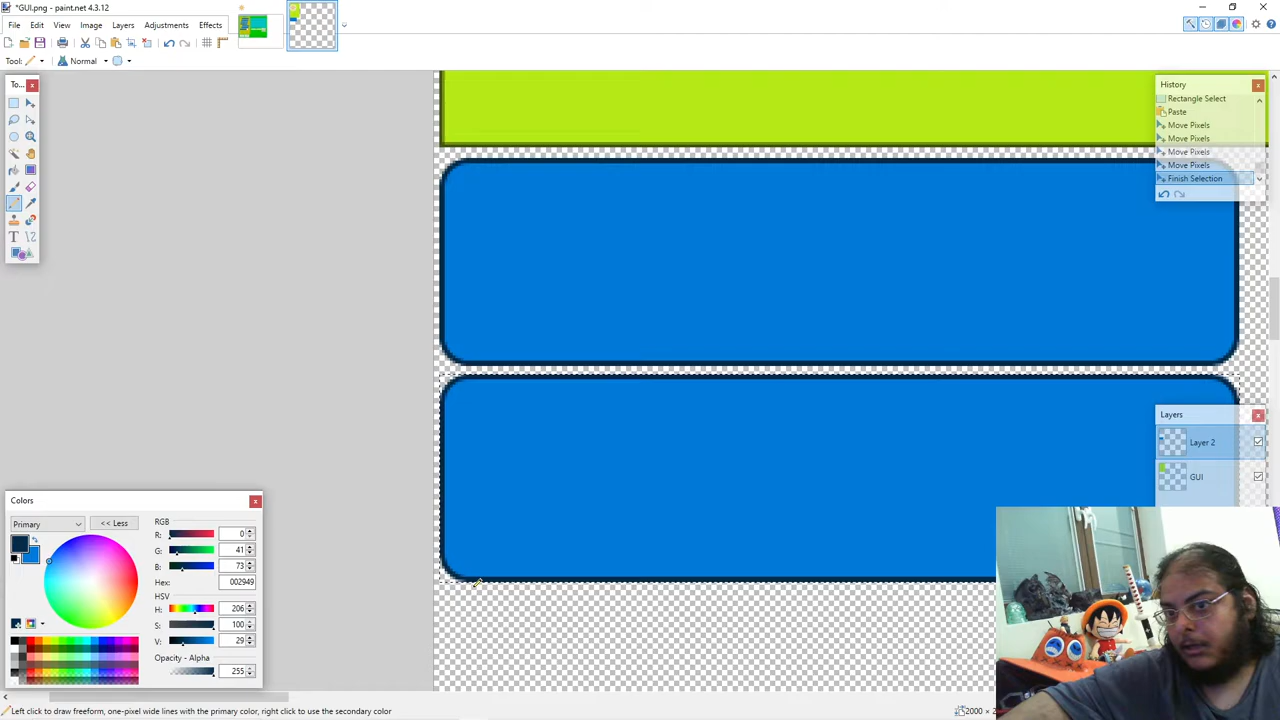 *GUI.png - paint.net 4.3.12
File Edit View Image Layers Adjustments Effects
Tool: Normal
To...
History
Rectangle Select
Paste
Move Pixels
Move Pixels
Move Pixels
Move Pixels
Finish Selection
Layers
Layer 2
GUI
Colors
Primary
<< Less
RGB
R: 0
G: 41
B: 73
Hex: 002949
HSV
H: 206
S: 100
V: 29
Opacity - Alpha
255
Left click to draw freeform, one-pixel wide lines with the primary color, right click to use the secondary color
2000 ×